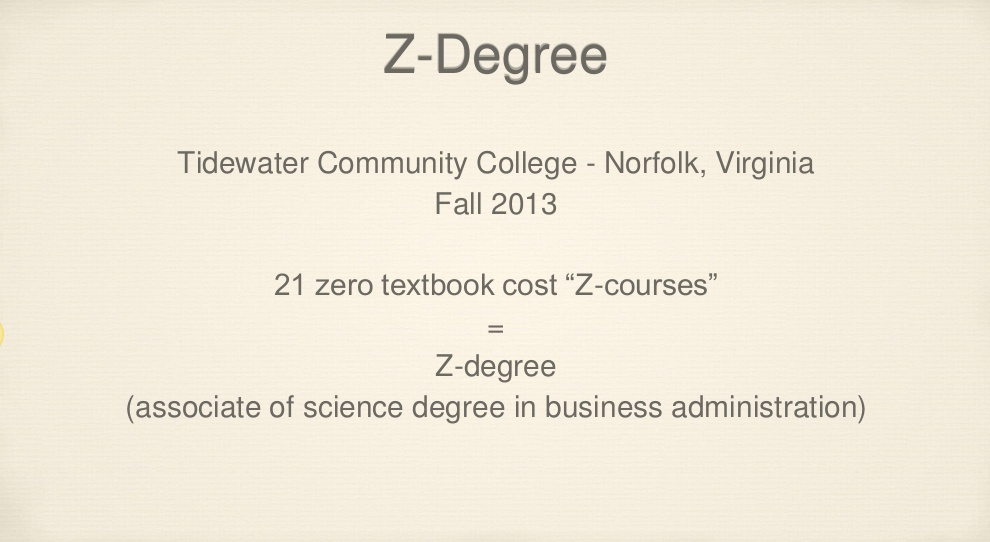 Z-Degree
Tidewater Community College - Norfolk, Virginia
Fall 2013
21 zero textbook cost “Z-courses”
=
Z-degree
(associate of science degree in business administration)